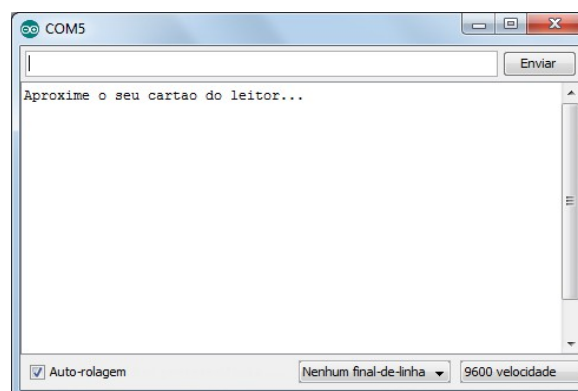 COM5
Enviar
Aproxime o seu cartao do leitor...
Auto-rolagem
Nenhum final-de-linha
9600 velocidade